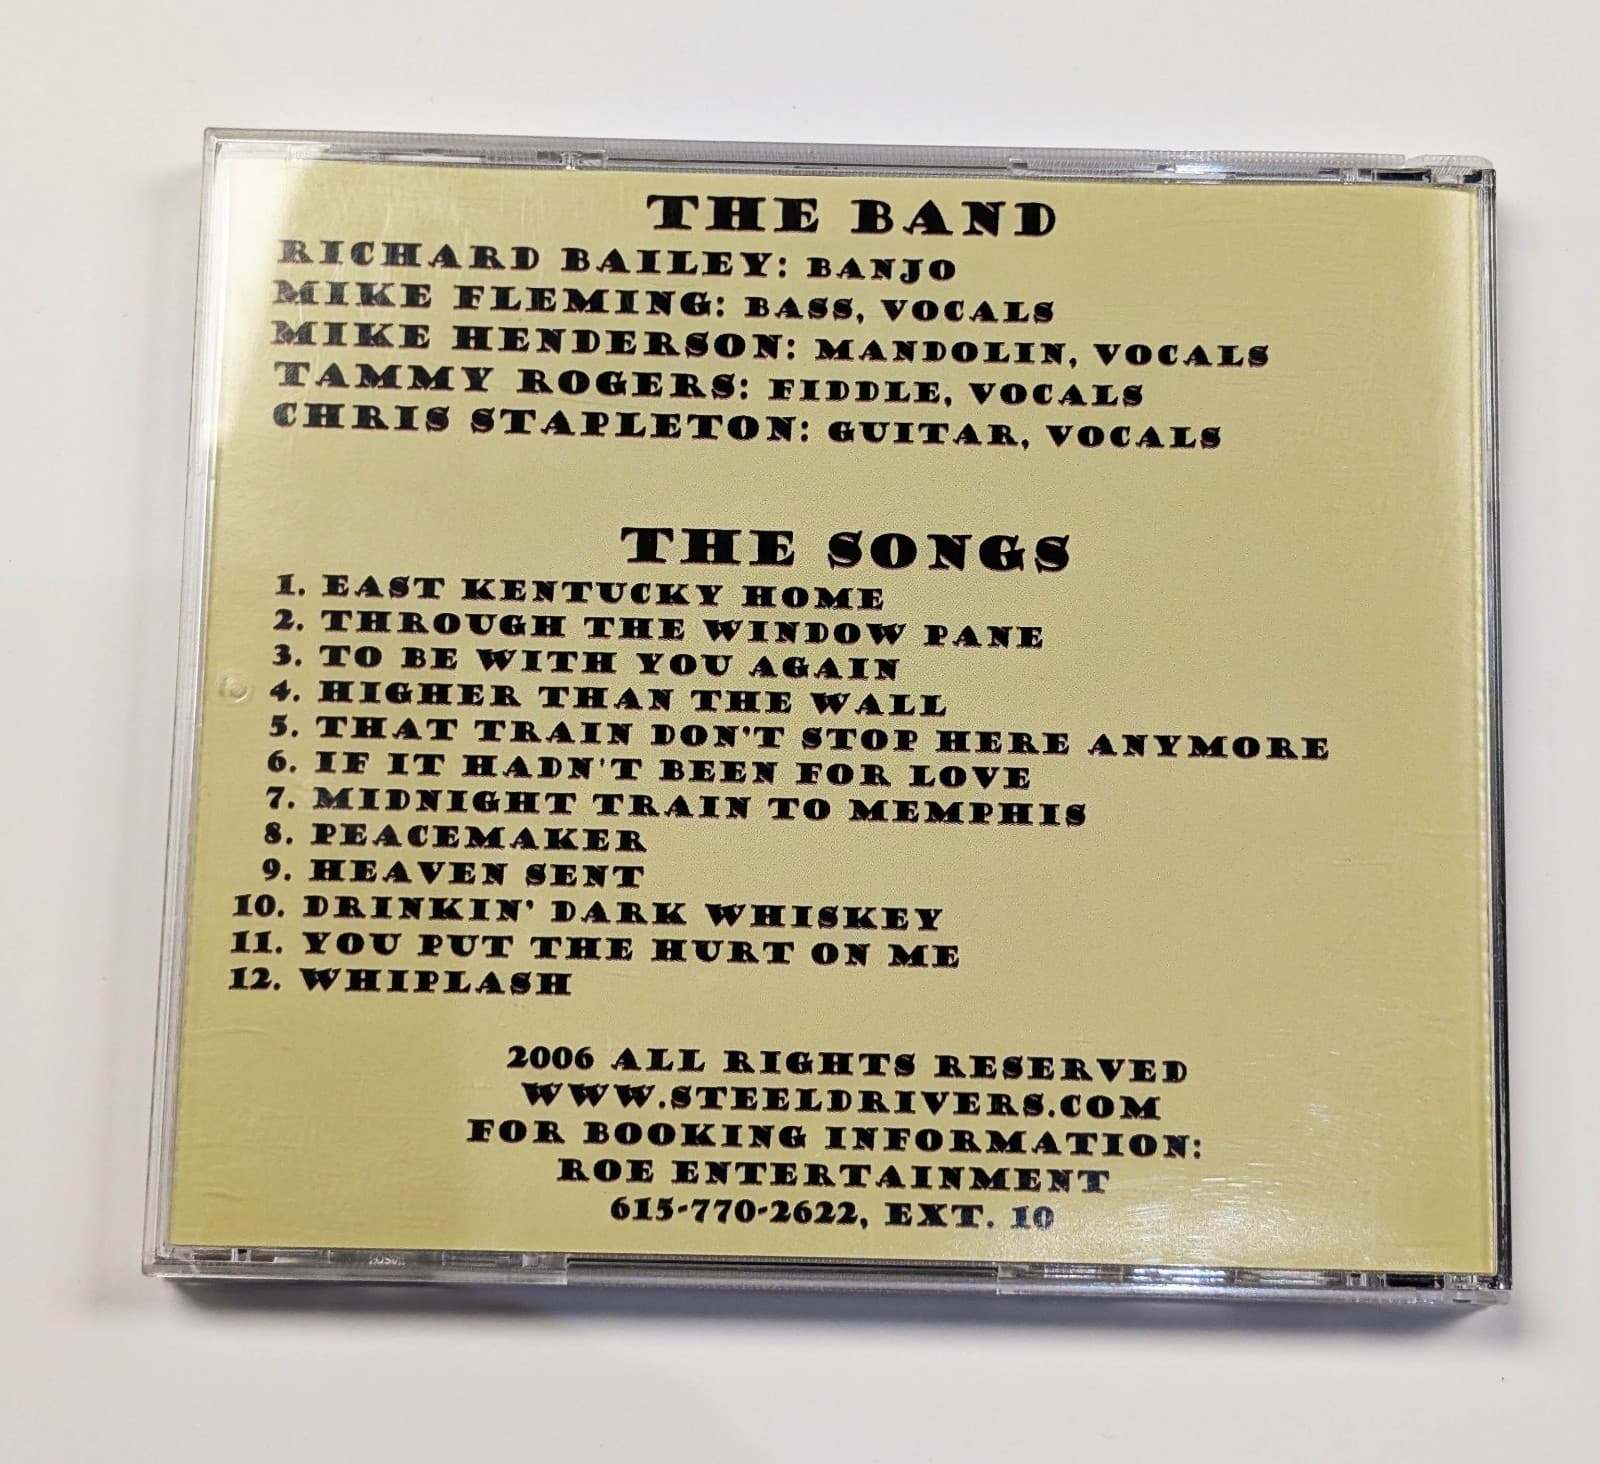 THE BAND
RICHARD BAILEY: BANJO
MIKE FLEMING: BASS, VOCALS
MIKE HENDERSON: MANDOLIN, VOCALS
TAMMY ROGERS: FIDDLE, VOCALS
CHRIS STAPLETON: GUITAR, VOCALS
THE SONGS
1. EAST KENTUCKY HOME
2. THROUGH THE WINDOW PANE
3. TO BE WITH YOU AGAIN
4. HIGHER THAN THE WALL
5. THAT TRAIN DON'T STOP HERE ANYMORE
6. IF IT HADN'T BEEN FOR LOVE
7. MIDNIGHT TRAIN TO MEMPHIS
8. PEACEMAKER
9. HEAVEN SENT
10. DRINKIN' DARK WHISKEY
11. YOU PUT THE HURT ON ME
12. WHIPLASH
2006 ALL RIGHTS RESERVED
WWW.STEELDRIVERS.COM
FOR BOOKING INFORMATION:
ROE ENTERTAINMENT
615-770-2622, EXT. 10